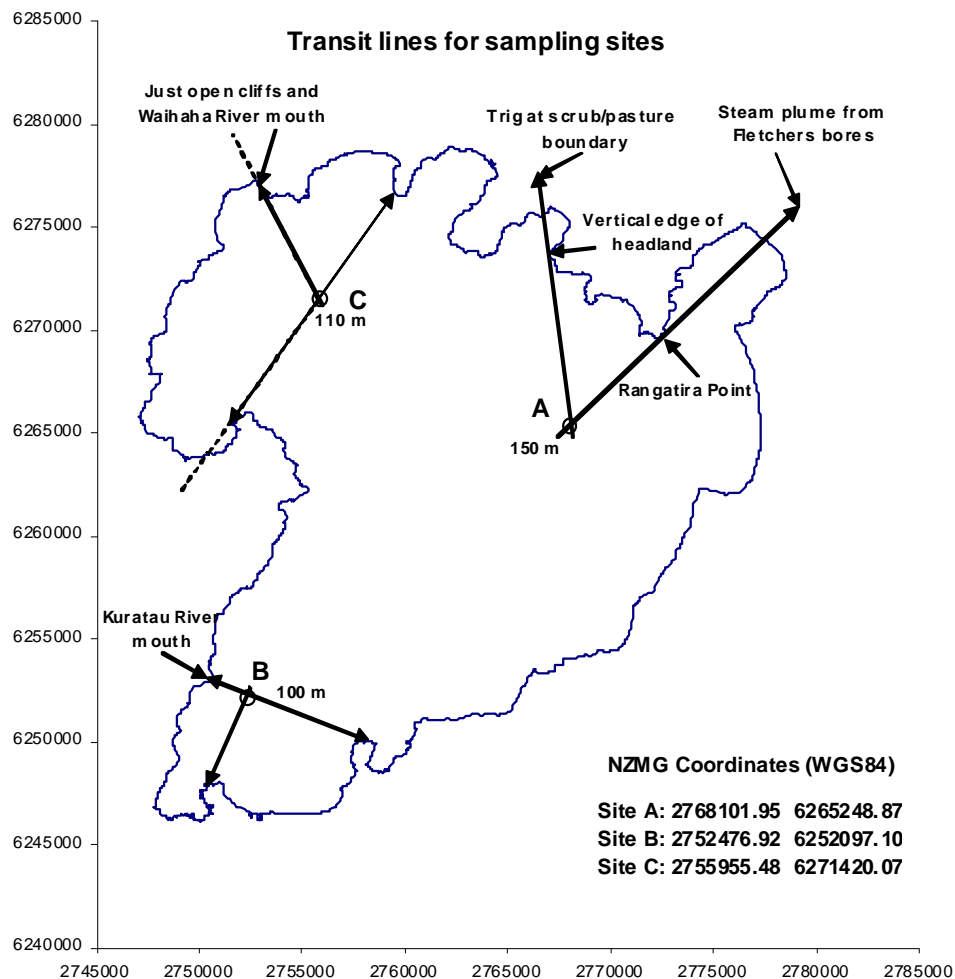 Transit lines for sampling sites
6285000
6280000
6275000
6270000
6265000
6260000
6255000
6250000
6245000
6240000
Just open cliffs and
Waihaha River mouth
Trig at scrub/pasture
boundary
Steam plume from
Fletchers bores
Vertical edge of
headland
C
110 m
Rangatira Point
A
150 m
Kuratau River
mouth
B
100 m
NZMG Coordinates (WGS84)
Site A: 2768101.95 6265248.87
Site B: 2752476.92 6252097.10
Site C: 2755955.48 6271420.07
2745000 2750000 2755000 2760000 2765000 2770000 2775000 2780000 2785000